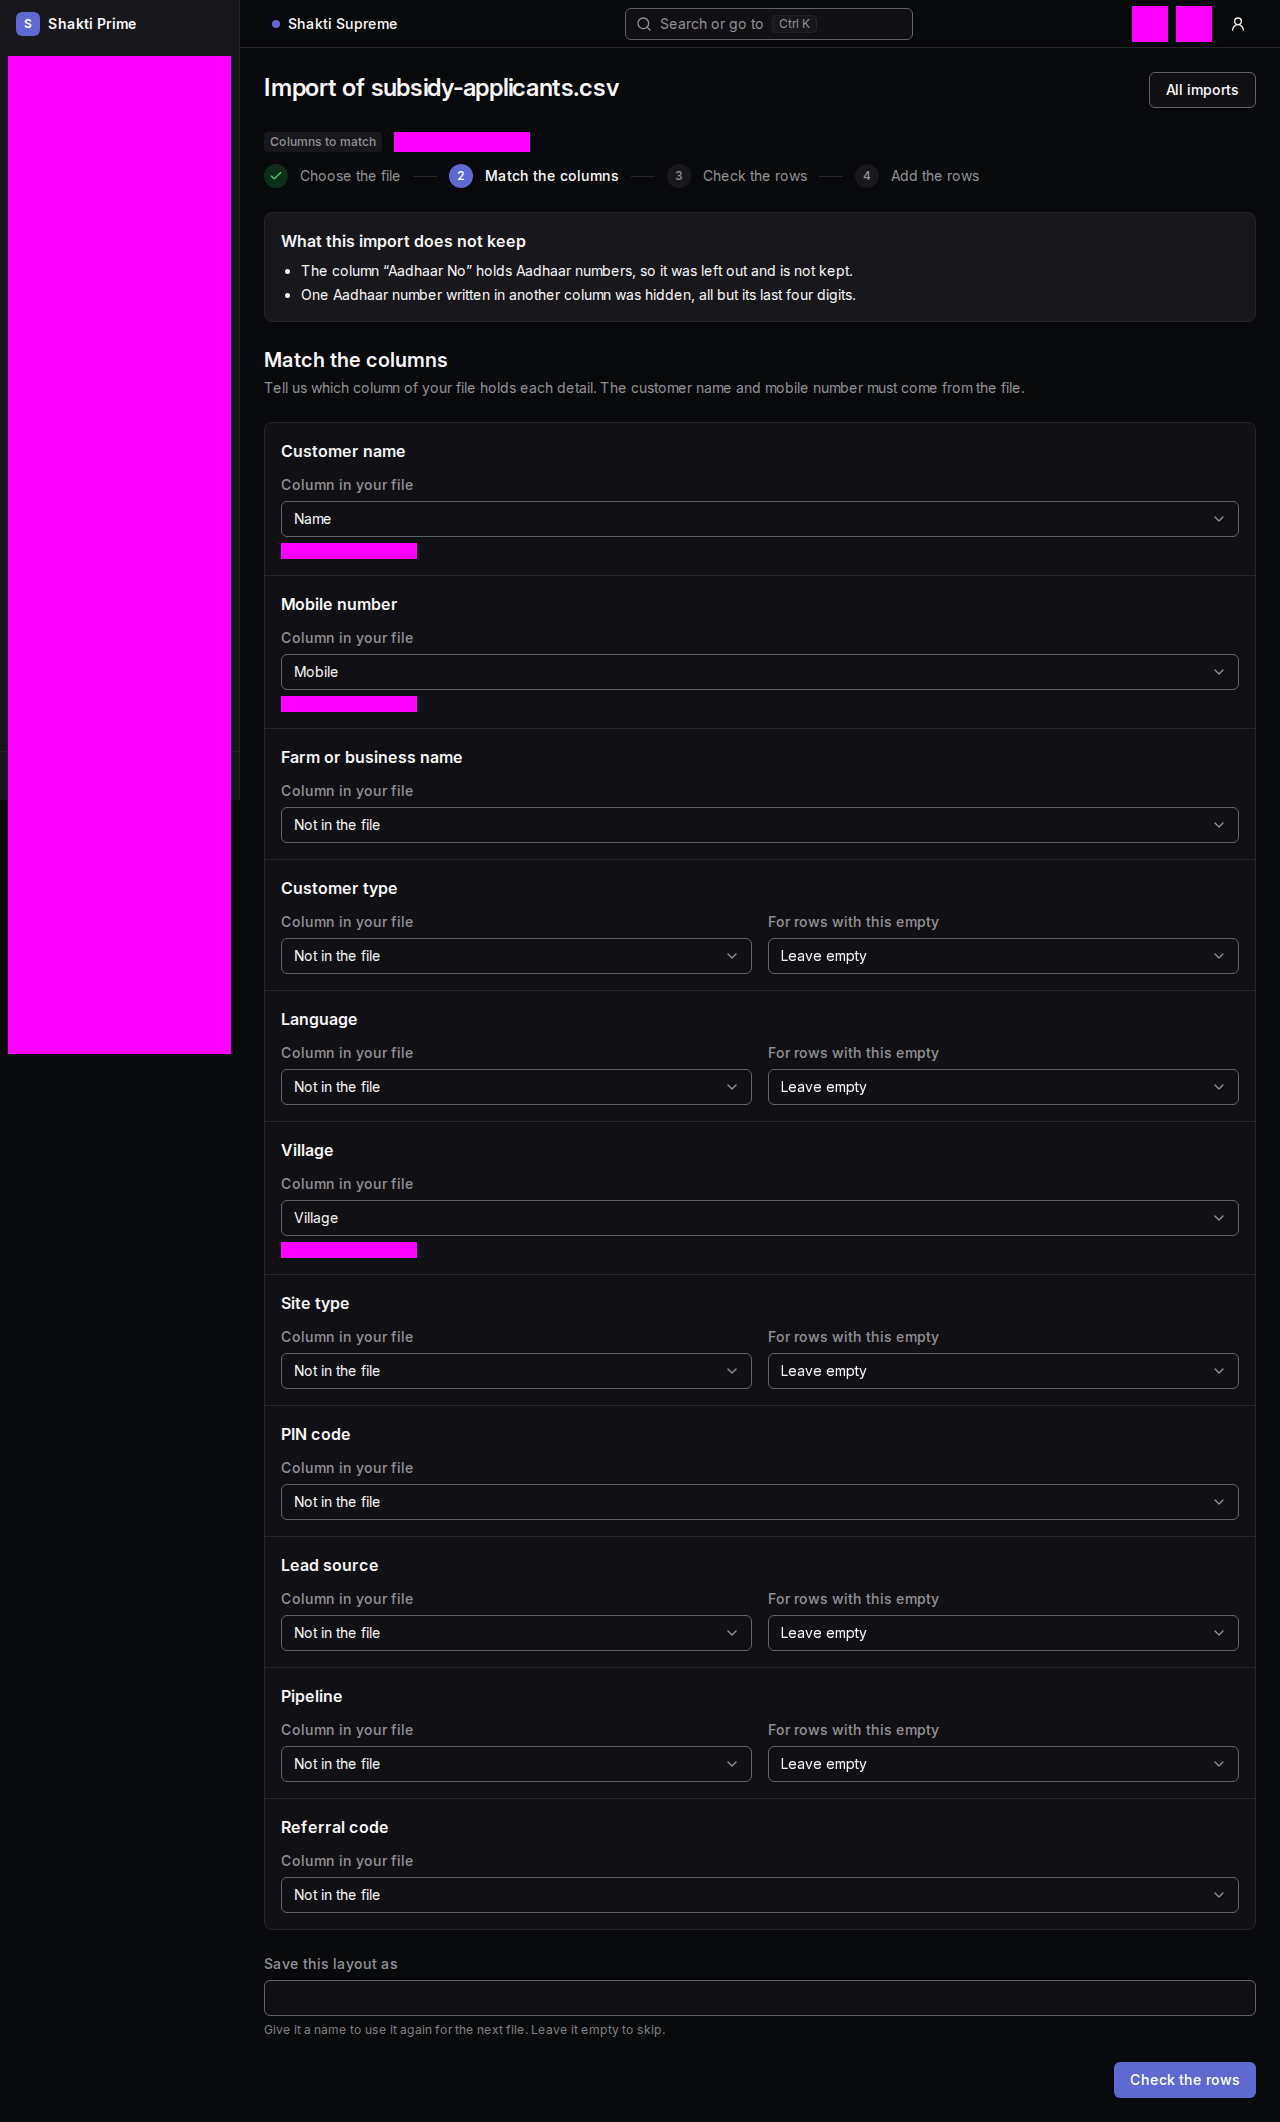 S Shakti Prime
Shakti Supreme
Search or go to Ctrl K
Import of subsidy-applicants.csv
All imports
Columns to match
Choose the file
2 Match the columns
3 Check the rows
4 Add the rows
What this import does not keep
• The column “Aadhaar No” holds Aadhaar numbers, so it was left out and is not kept.
• One Aadhaar number written in another column was hidden, all but its last four digits.
Match the columns
Tell us which column of your file holds each detail. The customer name and mobile number must come from the file.
Customer name
Column in your file
Name
Mobile number
Column in your file
Mobile
Farm or business name
Column in your file
Not in the file
Customer type
Column in your file For rows with this empty
Not in the file Leave empty
Language
Column in your file For rows with this empty
Not in the file Leave empty
Village
Column in your file
Village
Site type
Column in your file For rows with this empty
Not in the file Leave empty
PIN code
Column in your file
Not in the file
Lead source
Column in your file For rows with this empty
Not in the file Leave empty
Pipeline
Column in your file For rows with this empty
Not in the file Leave empty
Referral code
Column in your file
Not in the file
Save this layout as
Give it a name to use it again for the next file. Leave it empty to skip.
Check the rows